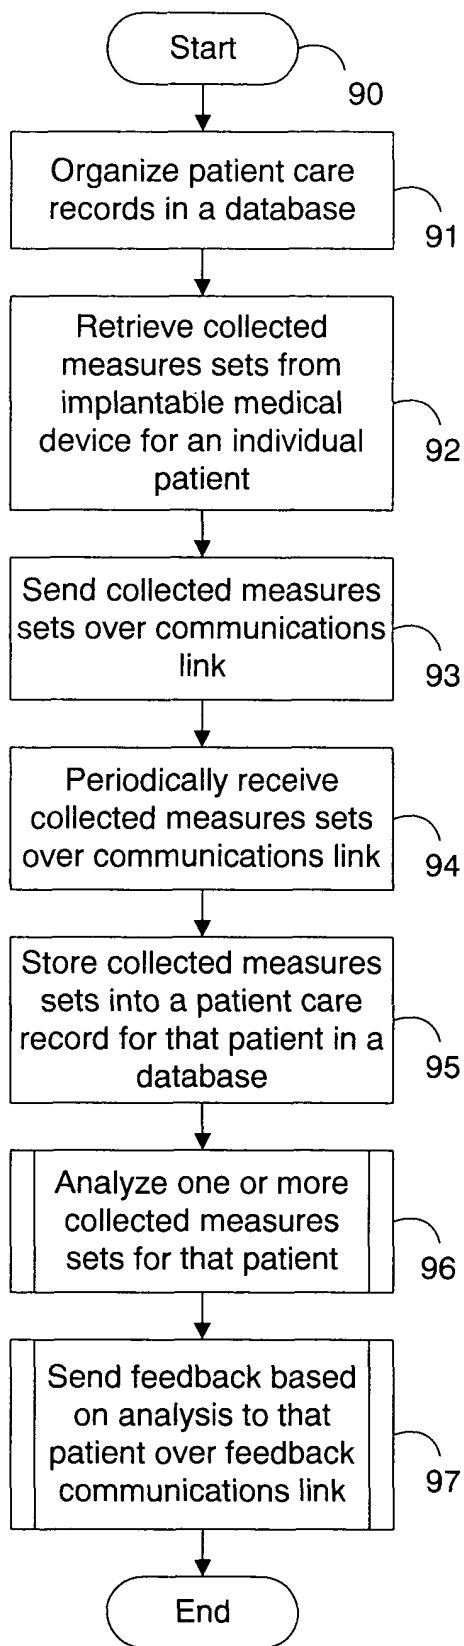 Start
90
Organize patient care
records in a database
91
Retrieve collected
measures sets from
implantable medical
device for an individual
patient
92
Send collected measures
sets over communications
link
93
Periodically receive
collected measures sets
over communications link
94
Store collected measures
sets into a patient care
record for that patient in a
database
95
Analyze one or more
collected measures
sets for that patient
96
Send feedback based
on analysis to that
patient over feedback
communications link
97
End